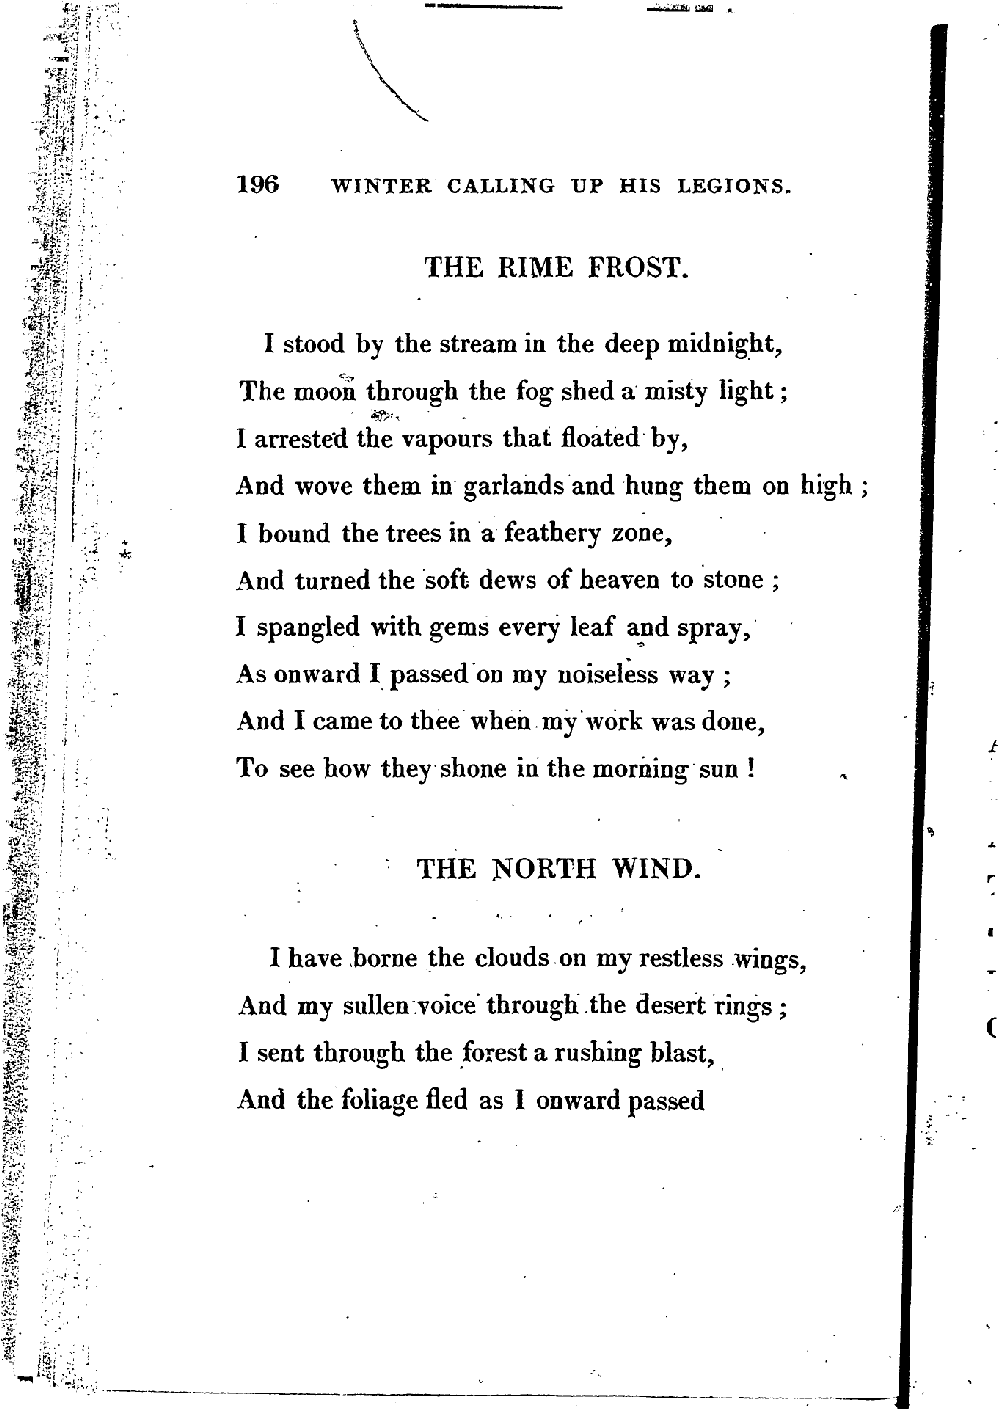 196 WINTER CALLING UP HIS LEGIONS.
THE RIME FROST.
I stood by the stream in the deep midnight,
The moon through the fog shed a misty light ;
I arrested the vapours that floated by,
And wove them in garlands and hung them on high ;
I bound the trees in a feathery zone,
And turned the soft dews of heaven to stone ;
I spangled with gems every leaf and spray,
As onward I passed on my noiseless way ;
And I came to thee when my work was done,
To see how they shone in the morning sun !
THE NORTH WIND.
I have borne the clouds on my restless wings,
And my sullen voice through the desert rings ;
I sent through the forest a rushing blast,
And the foliage fled as I onward passed